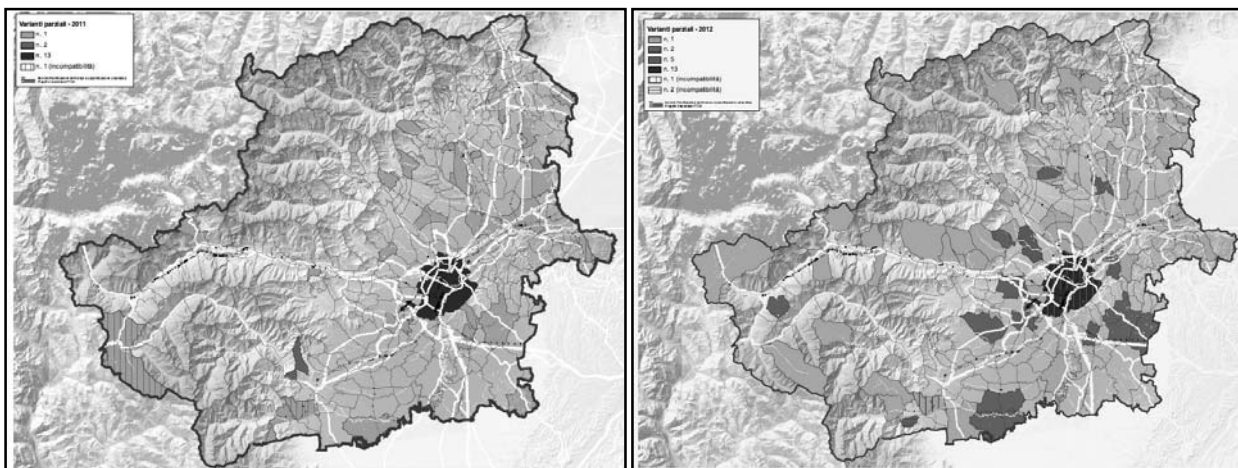 Varianti parziali - 2011
n. 1
n. 2
n. 13
n. 1 (incompatibilità)
Varianti parziali - 2012
n. 1
n. 2
n. 5
n. 13
n. 1 (incompatibilità)
n. 2 (incompatibilità)